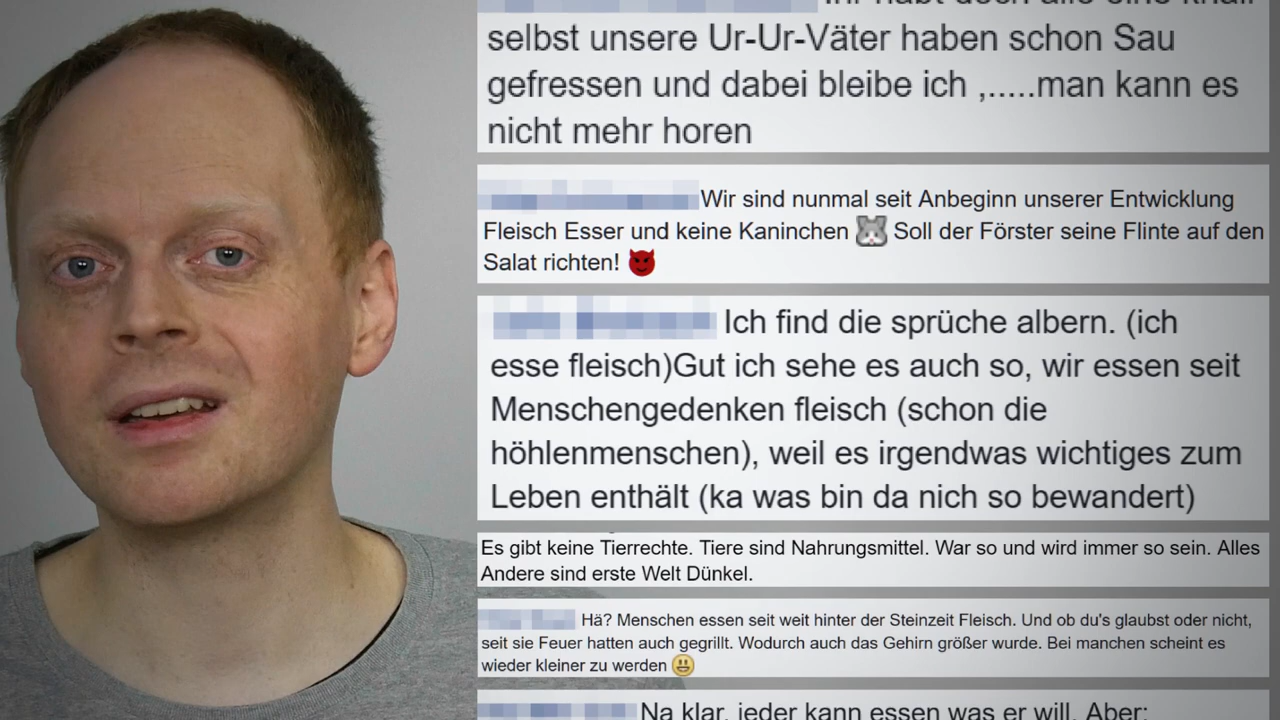 Ihr habt doch alle eine knall
selbst unsere Ur-Ur-Väter haben schon Sau
gefressen und dabei bleibe ich ,.....man kann es
nicht mehr horen
Wir sind nunmal seit Anbeginn unserer Entwicklung
Fleisch Esser und keine Kaninchen 🐭 Soll der Förster seine Flinte auf den
Salat richten! 😈
Ich find die sprüche albern. (ich
esse fleisch)Gut ich sehe es auch so, wir essen seit
Menschengedenken fleisch (schon die
höhlenmenschen), weil es irgendwas wichtiges zum
Leben enthält (ka was bin da nich so bewandert)
Es gibt keine Tierrechte. Tiere sind Nahrungsmittel. War so und wird immer so sein. Alles
Andere sind erste Welt Dünkel.
Hä? Menschen essen seit weit hinter der Steinzeit Fleisch. Und ob du's glaubst oder nicht,
seit sie Feuer hatten auch gegrillt. Wodurch auch das Gehirn größer wurde. Bei manchen scheint es
wieder kleiner zu werden 😃
Na klar, jeder kann essen was er will. Aber: